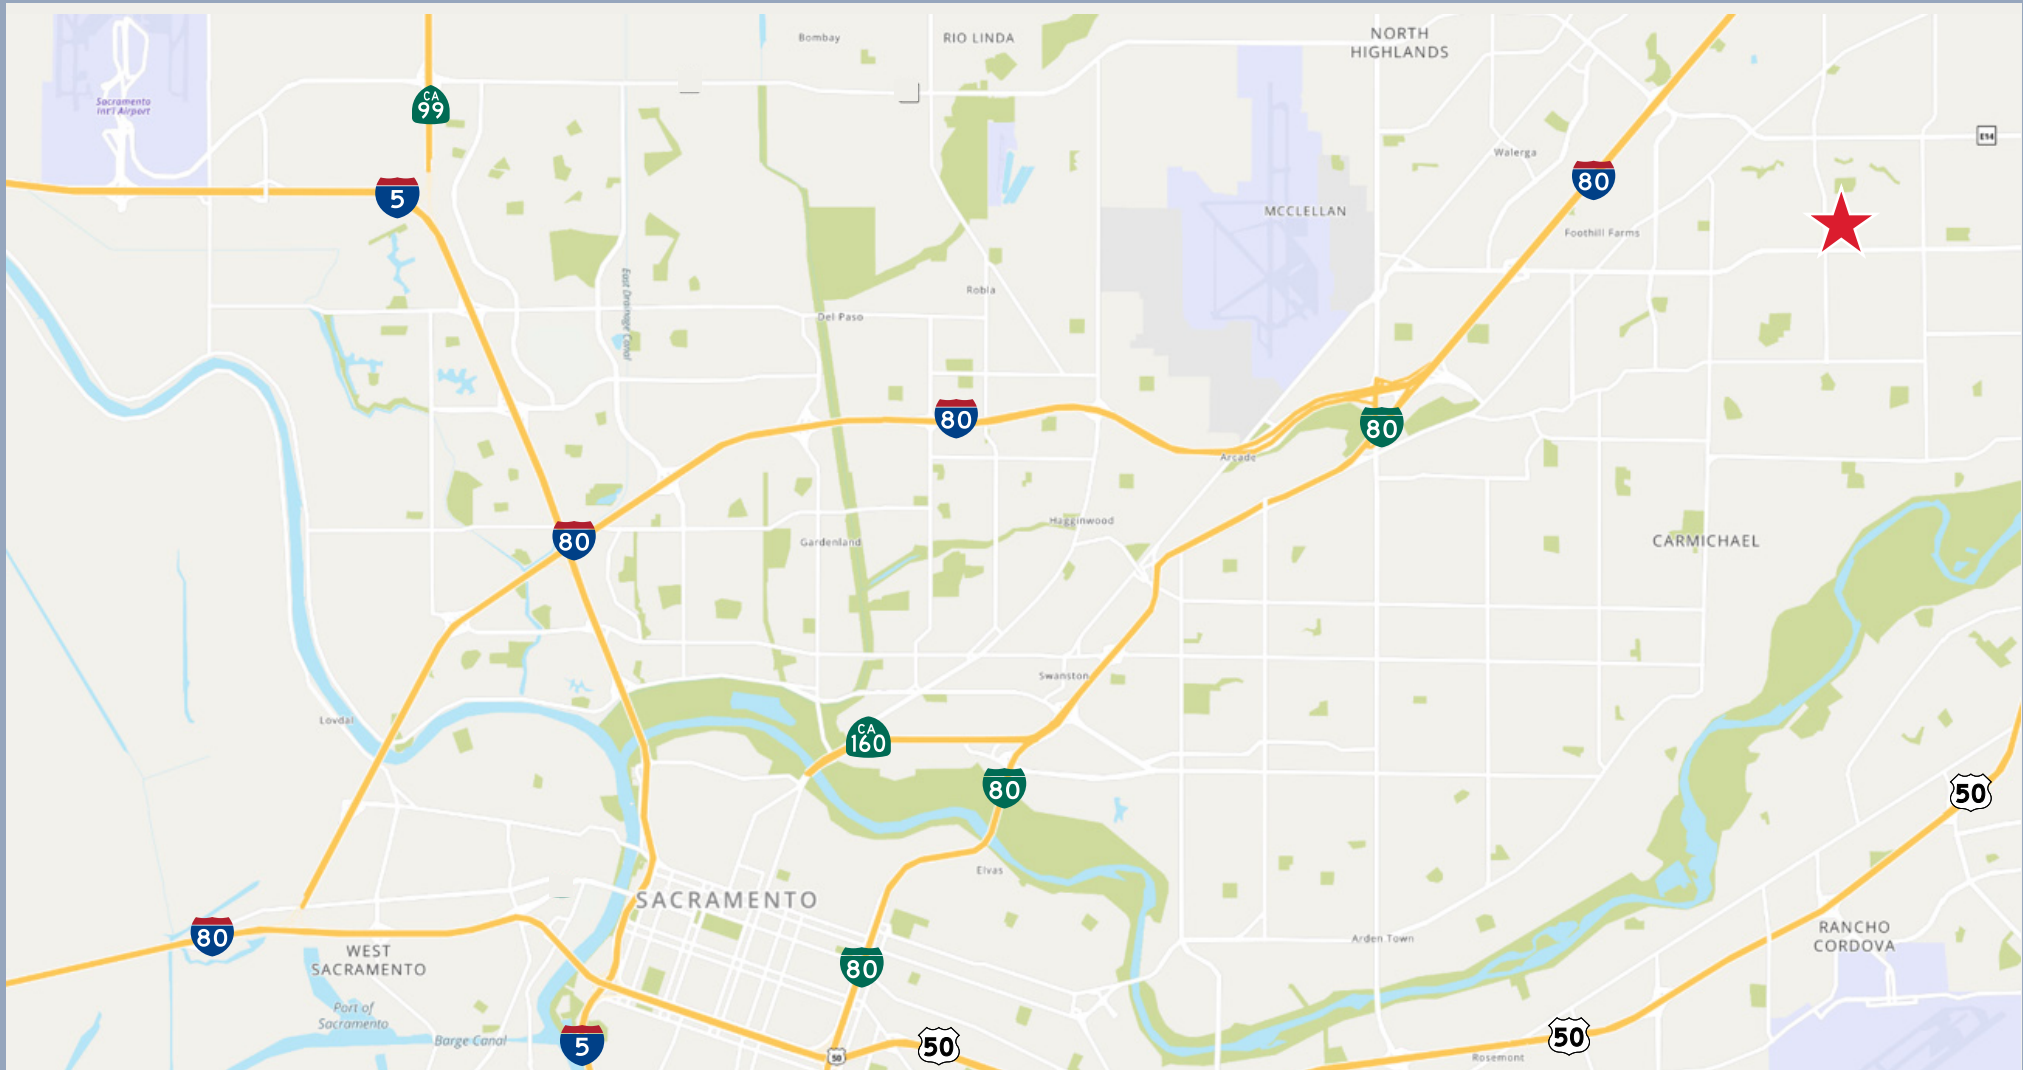 Bombay
RIO LINDA
NORTH
HIGHLANDS
Sacramento
Int'l Airport
CA
99
E14
Walerga
80
5
MCCLELLAN
Foothill Farms
East Drainage Canal
Robla
Del Paso
80
80
Arcade
Hagginwood
80
Gardenland
CARMICHAEL
Swanston
Lovdal
CA
160
80
50
Elvas
SACRAMENTO
80
WEST
SACRAMENTO
RANCHO
CORDOVA
Arden Town
80
Port of
Sacramento
Barge Canal
5
50
50
50
Rosemont